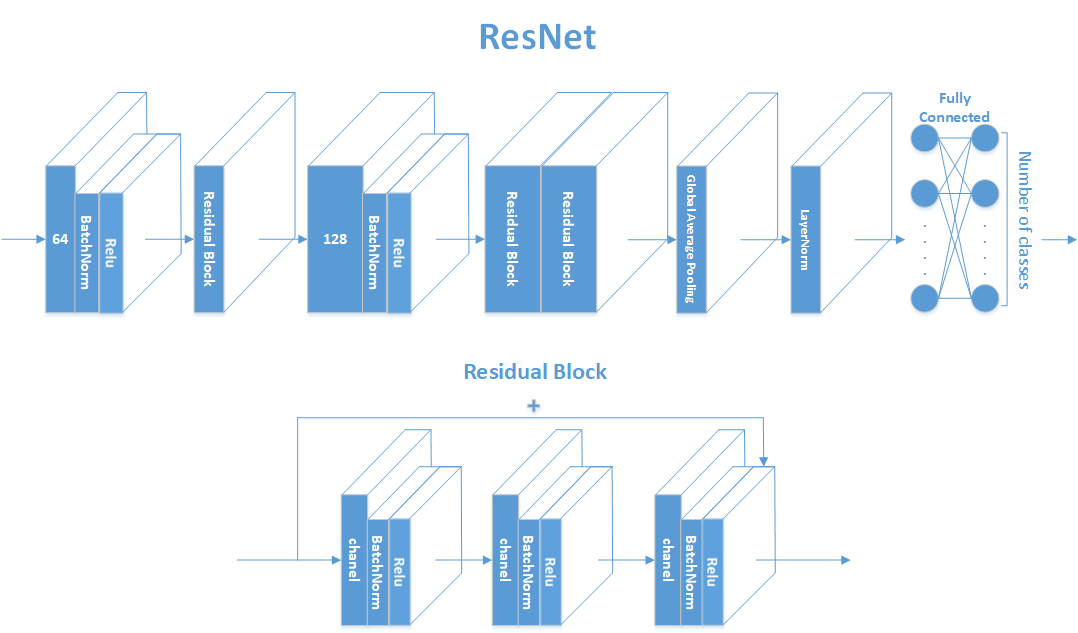 ResNet
64
BatchNorm
Relu
Residual Block
128
BatchNorm
Relu
Residual Block
Residual Block
Global Average Pooling
LayerNorm
Fully
Connected
Number of classes
Residual Block
+
chanel
BatchNorm
Relu
chanel
BatchNorm
Relu
chanel
BatchNorm
Relu